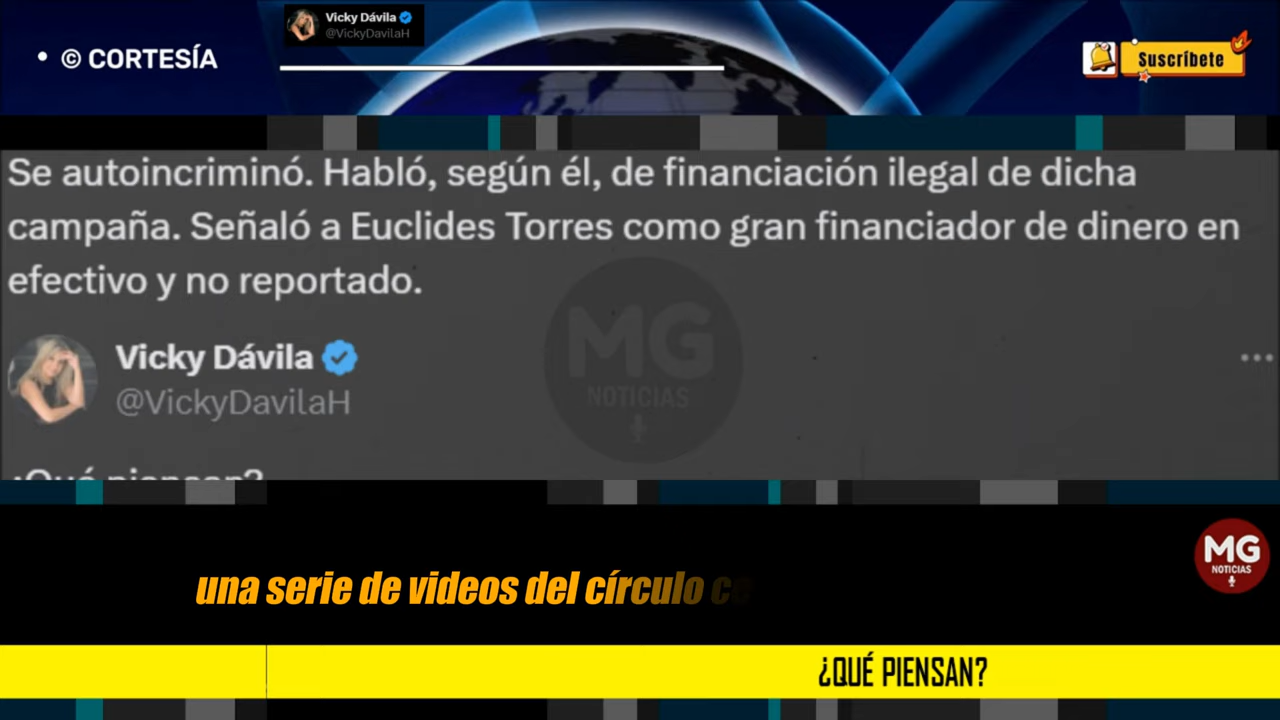 Vicky Dávila
@VickyDavilaH
• © CORTESÍA
Suscríbete
Se autoincriminó. Habló, según él, de financiación ilegal de dicha
campaña. Señaló a Euclides Torres como gran financiador de dinero en
efectivo y no reportado.
MG
NOTICIAS
Vicky Dávila
@VickyDavilaH
¿Qué piensan?
MG
NOTICIAS
una serie de videos del círculo
¿QUÉ PIENSAN?